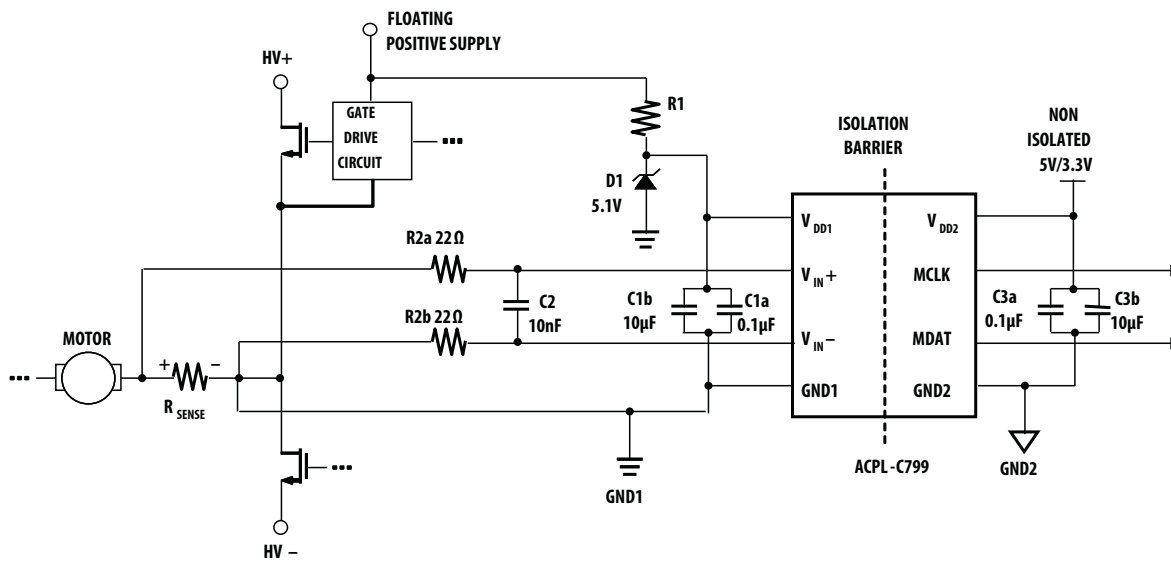 FLOATING
POSITIVE SUPPLY
HV+
GATE
DRIVE
CIRCUIT
R1
D1
5.1V
ISOLATION
BARRIER
NON
ISOLATED
5V/3.3V
R2a 22Ω
R2b 22Ω
C2
10nF
C1b
10μF
C1a
0.1μF
VDD1
VIN+
VIN−
GND1
VDD2
MCLK
MDAT
GND2
C3a
0.1μF
C3b
10μF
MOTOR
+ −
RSENSE
GND1
ACPL-C799
GND2
HV −